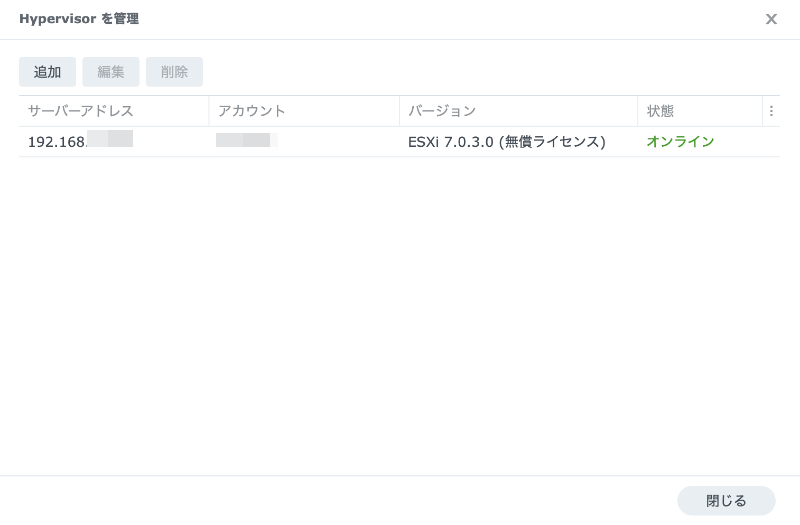 Hypervisor を管理
追加 編集 削除
サーバーアドレス アカウント バージョン 状態
192.168. ESXi 7.0.3.0 (無償ライセンス) オンライン
閉じる